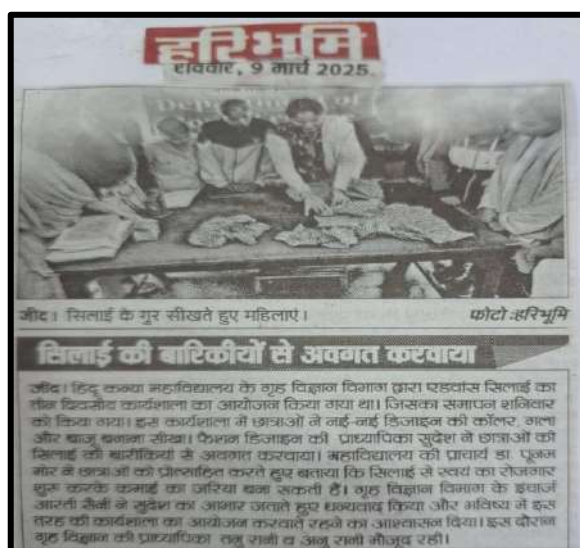 हरिभूमि
रविवार, 9 मार्च 2025
Department of
जींद। सिलाई के गुर सीखते हुए महिलाएं। फोटो :हरिभूमि
सिलाई की बारिकीयों से अवगत करवाया
जींद। हिंदू कन्या महाविद्यालय के गृह विज्ञान विभाग द्वारा एडवांस सिलाई का
तीन दिवसीय कार्यशाला का आयोजन किया गया था। जिसका समापन शनिवार
को किया गया। इस कार्यशाला में छात्राओं ने नई-नई डिजाइन की कॉलर, गला
और बाजू बनाना सीखा। फैशन डिजाइन की प्राध्यापिका सुदेश ने छात्राओं को
सिलाई की बारीकियों से अवगत करवाया। महाविद्यालय की प्राचार्य डा. पूनम
मोर ने छात्राओं को प्रोत्साहित करते हुए बताया कि सिलाई से स्वयं का रोजगार
शुरू करके कमाई का जरिया बना सकती हैं। गृह विज्ञान विभाग के इंचार्ज
आरती सैनी ने सुदेश का आभार जताते हुए धन्यवाद किया और भविष्य में इस
तरह की कार्यशाला का आयोजन करवाते रहने का आश्वासन दिया। इस दौरान
गृह विज्ञान की प्राध्यापिका तनु रानी व अनु रानी मौजूद रही।